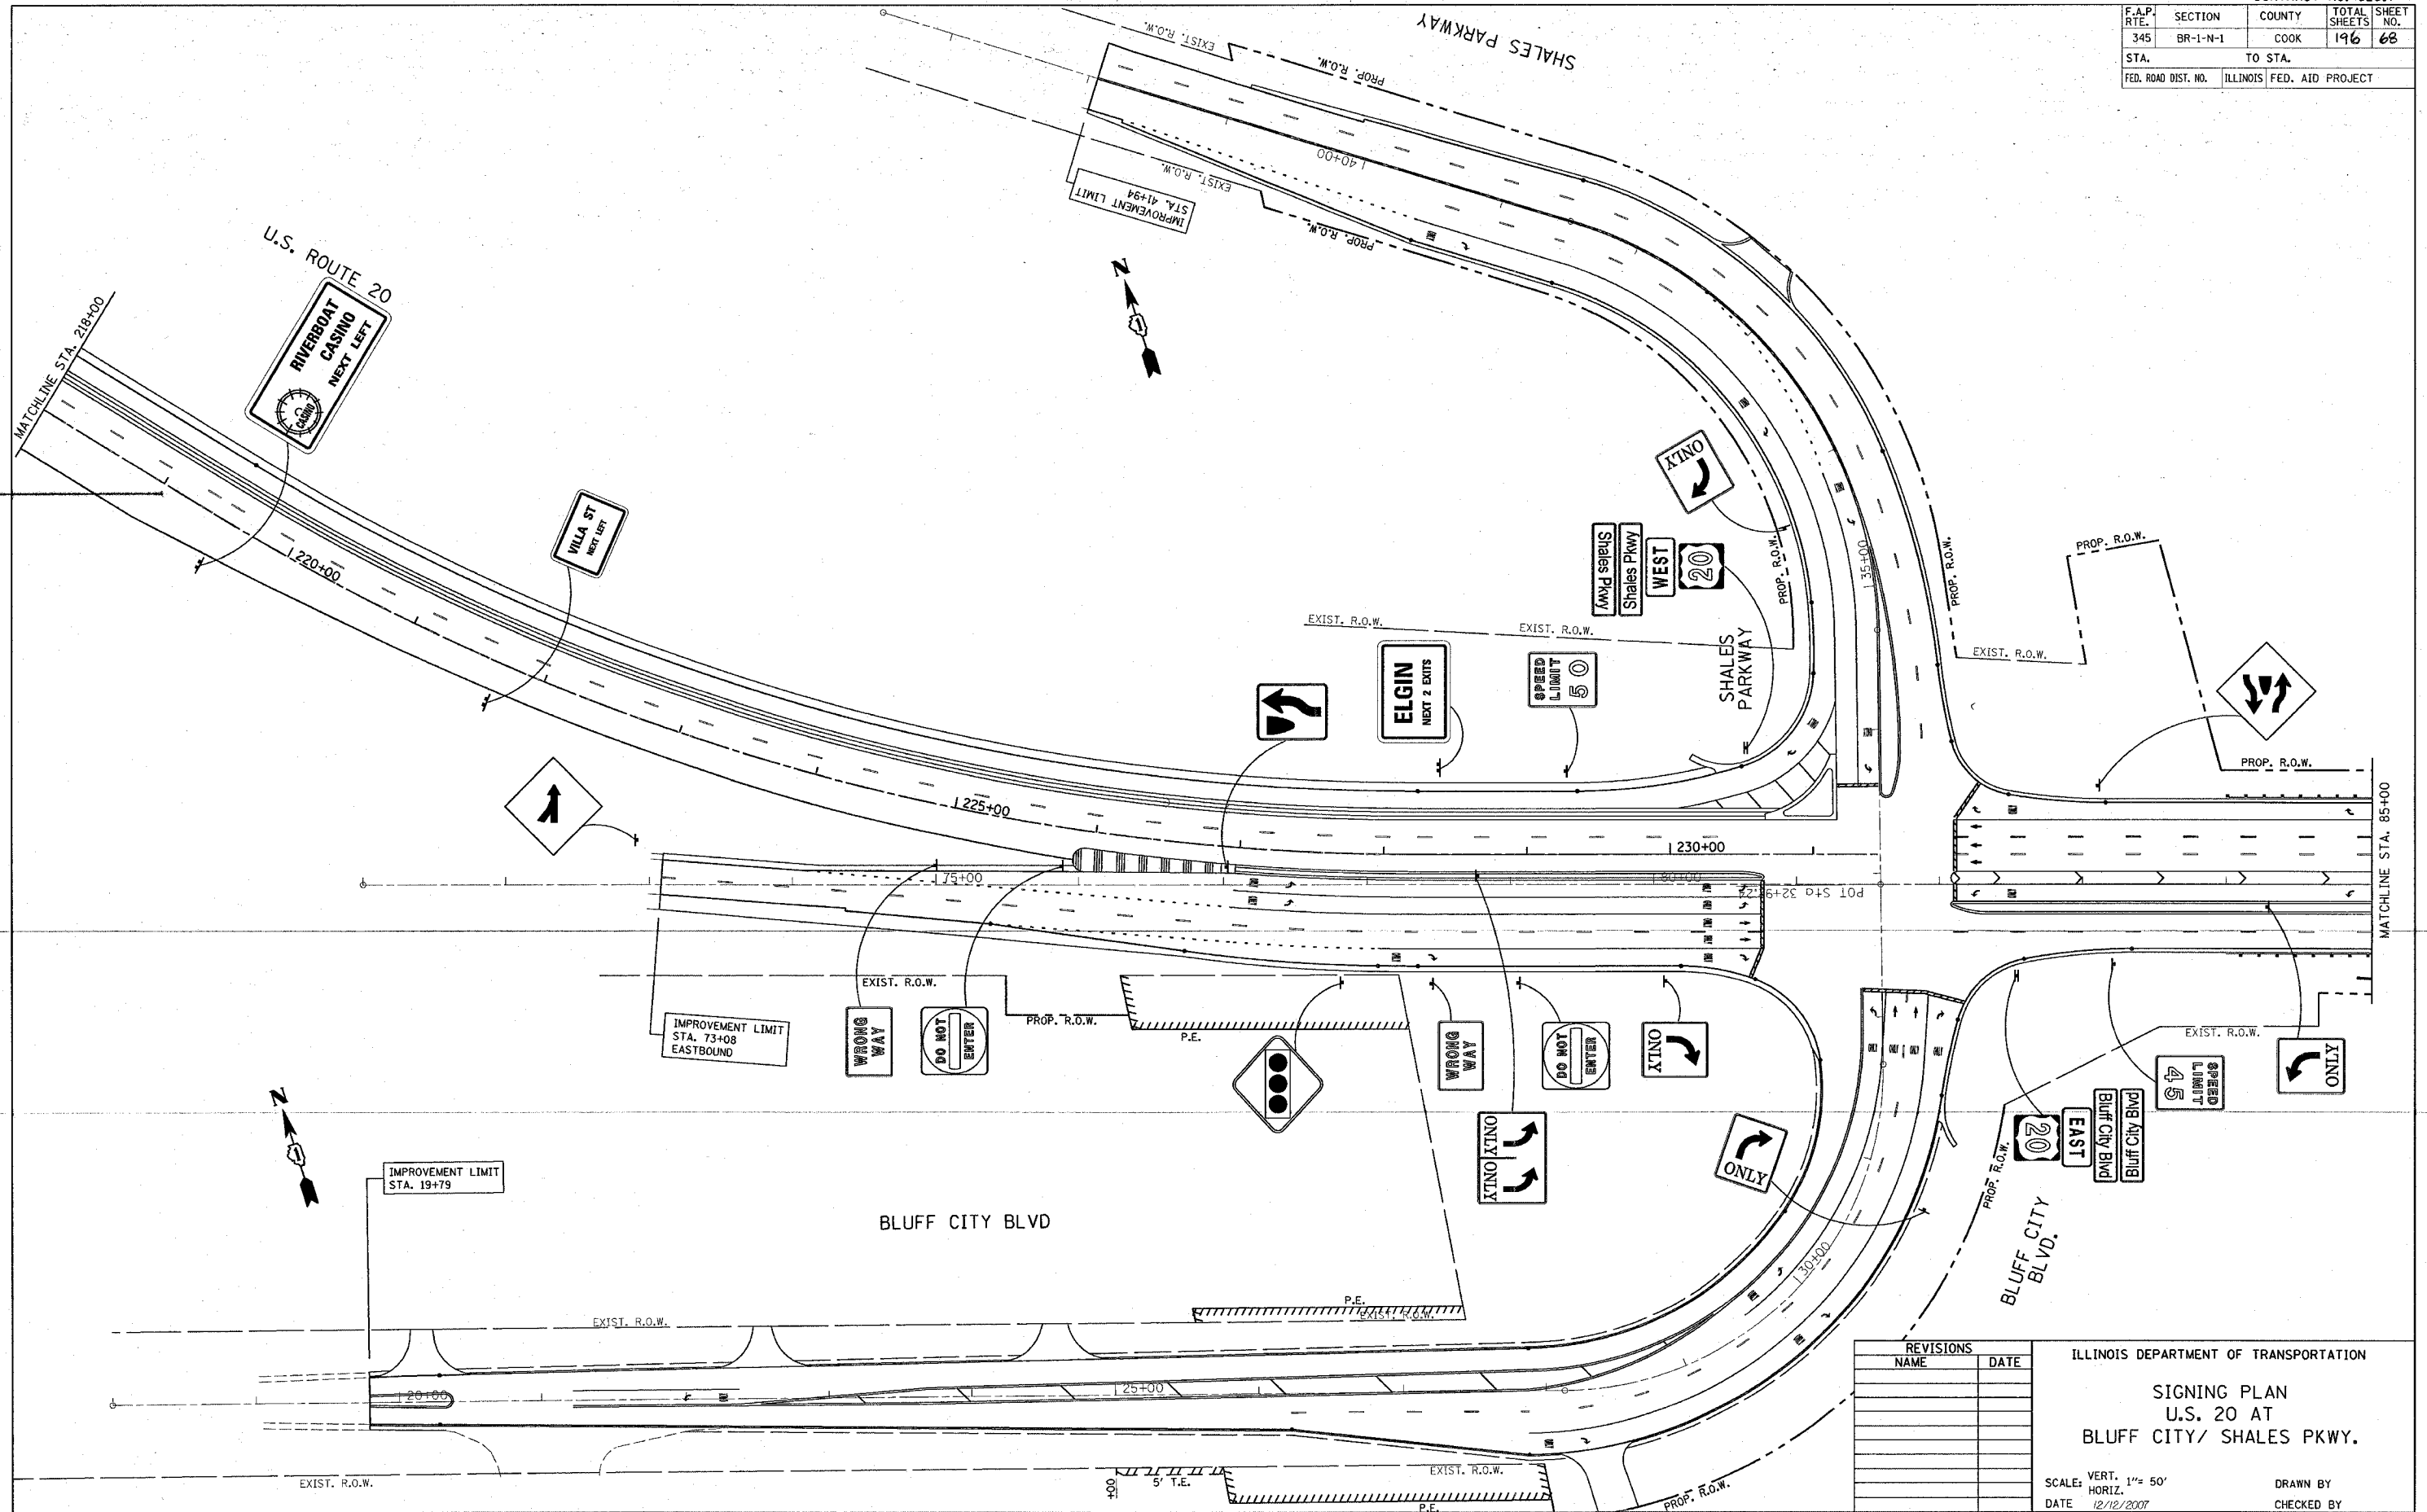 F.A.P. RTE. SECTION COUNTY TOTAL SHEETS SHEET NO.
345 BR-1-N-1 COOK 196 68
STA. TO STA.
FED. ROAD DIST. NO. ILLINOIS FED. AID PROJECT
SHALES PARKWAY
EXIST. R.O.W.
PROP. R.O.W.
40+00
EXIST. R.O.W.
IMPROVEMENT LIMIT
STA. 41+94
PROP. R.O.W.
U.S. ROUTE 20
MATCHLINE STA. 218+00
RIVERBOAT
CASINO
NEXT LEFT
CASINO
N
VILLA ST
NEXT LEFT
220+00
ONLY
20
WEST
Shales Pkwy
Shales Pkwy
PROP. R.O.W.
35+00
PROP. R.O.W.
PROP. R.O.W.
EXIST. R.O.W.
EXIST. R.O.W.
EXIST. R.O.W.
ELGIN
NEXT 2 EXITS
SPEED
LIMIT
50
SHALES
PARKWAY
PROP. R.O.W.
MATCHLINE STA. 85+00
225+00
230+00
75+00
80+00
EXIST. R.O.W.
IMPROVEMENT LIMIT
STA. 73+08
EASTBOUND
WRONG
WAY
DO NOT
ENTER
PROP. R.O.W.
P.E.
WRONG
WAY
DO NOT
ENTER
ONLY
ONLY
ONLY
ONLY
EXIST. R.O.W.
ONLY
SPEED
LIMIT
45
Bluff City Blvd
Bluff City Blvd
EAST
20
PROP. R.O.W.
BLUFF CITY
BLVD.
30+00
N
IMPROVEMENT LIMIT
STA. 19+79
BLUFF CITY BLVD
EXIST. R.O.W.
P.E.
EXIST. R.O.W.
20+00
25+00
EXIST. R.O.W.
+00
5' T.E.
EXIST. R.O.W.
P.E.
PROP. R.O.W.
REVISIONS
NAME DATE
ILLINOIS DEPARTMENT OF TRANSPORTATION
SIGNING PLAN
U.S. 20 AT
BLUFF CITY/ SHALES PKWY.
SCALE: VERT. HORIZ. 1"= 50'
DRAWN BY
DATE 12/12/2007
CHECKED BY